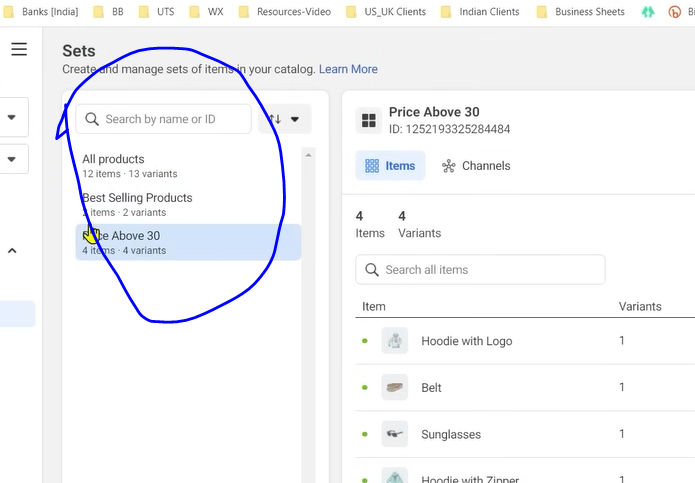 Banks [India]
BB
UTS
WX
Resources-Video
US_UK Clients
Indian Clients
Business Sheets
Sets
Create and manage sets of items in your catalog. Learn More
Search by name or ID
All products
12 items · 13 variants
Best Selling Products
2 items · 2 variants
Price Above 30
4 items · 4 variants
Price Above 30
ID: 1252193325284484
Items
Channels
4 4
Items Variants
Search all items
Item Variants
Hoodie with Logo 1
Belt 1
Sunglasses 1
Hoodie with Zipper